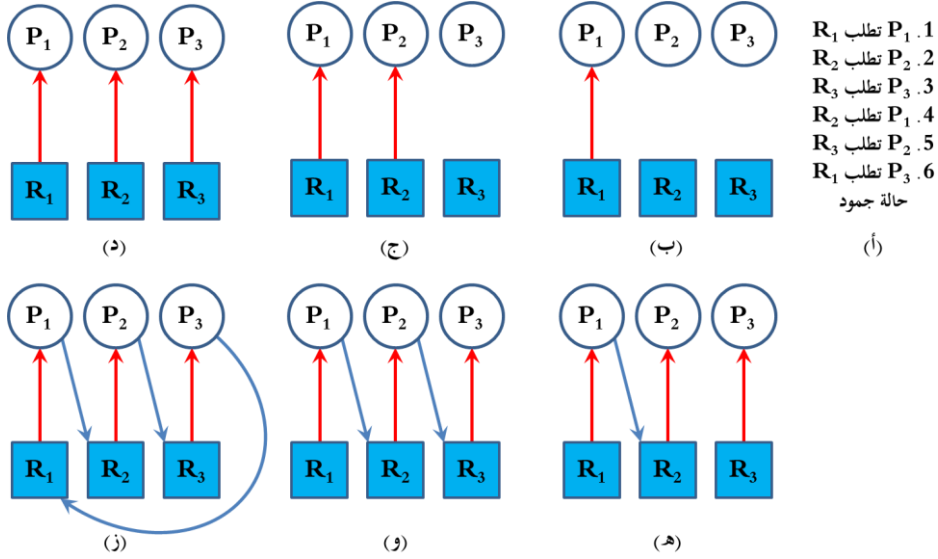 1. P₁ تطلب R₁
2. P₂ تطلب R₂
3. P₃ تطلب R₃
4. P₁ تطلب R₂
5. P₂ تطلب R₃
6. P₃ تطلب R₁
حالة جمود
(أ)
P₁ P₂ P₃
R₁ R₂ R₃
(ب)
P₁ P₂ P₃
R₁ R₂ R₃
(ج)
P₁ P₂ P₃
R₁ R₂ R₃
(د)
P₁ P₂ P₃
R₁ R₂ R₃
(هـ)
P₁ P₂ P₃
R₁ R₂ R₃
(و)
P₁ P₂ P₃
R₁ R₂ R₃
(ز)